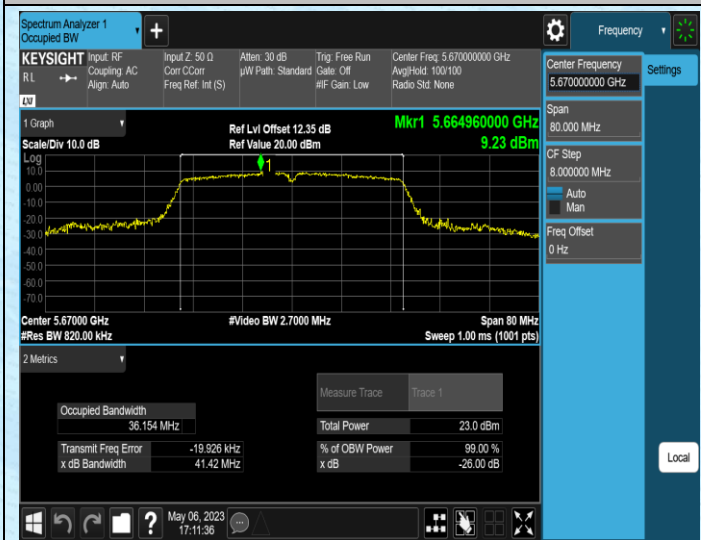 Spectrum Analyzer 1
Occupied BW
Frequency
KEYSIGHT
R L
LXI
Input: RF
Coupling: AC
Align: Auto
Input Z: 50 Ω
Corr CCorr
Freq Ref: Int (S)
Atten: 30 dB
µW Path: Standard
Trig: Free Run
Gate: Off
#IF Gain: Low
Center Freq: 5.670000000 GHz
Avg|Hold: 100/100
Radio Std: None
Center Frequency
5.670000000 GHz
Settings
Span
80.000 MHz
CF Step
8.000000 MHz
Auto
Man
Freq Offset
0 Hz
1 Graph
Scale/Div 10.0 dB
Ref Lvl Offset 12.35 dB
Ref Value 20.00 dBm
Mkr1 5.664960000 GHz
9.23 dBm
Log
10.0
0.00
-10.0
-20.0
-30.0
-40.0
-50.0
-60.0
-70.0
1
Center 5.67000 GHz
#Res BW 820.00 kHz
#Video BW 2.7000 MHz
Span 80 MHz
Sweep 1.00 ms (1001 pts)
2 Metrics
Measure Trace Trace 1
Occupied Bandwidth
36.154 MHz
Total Power 23.0 dBm
Transmit Freq Error -19.926 kHz
% of OBW Power 99.00 %
x dB Bandwidth 41.42 MHz
x dB -26.00 dB
Local
May 06, 2023
17:11:36